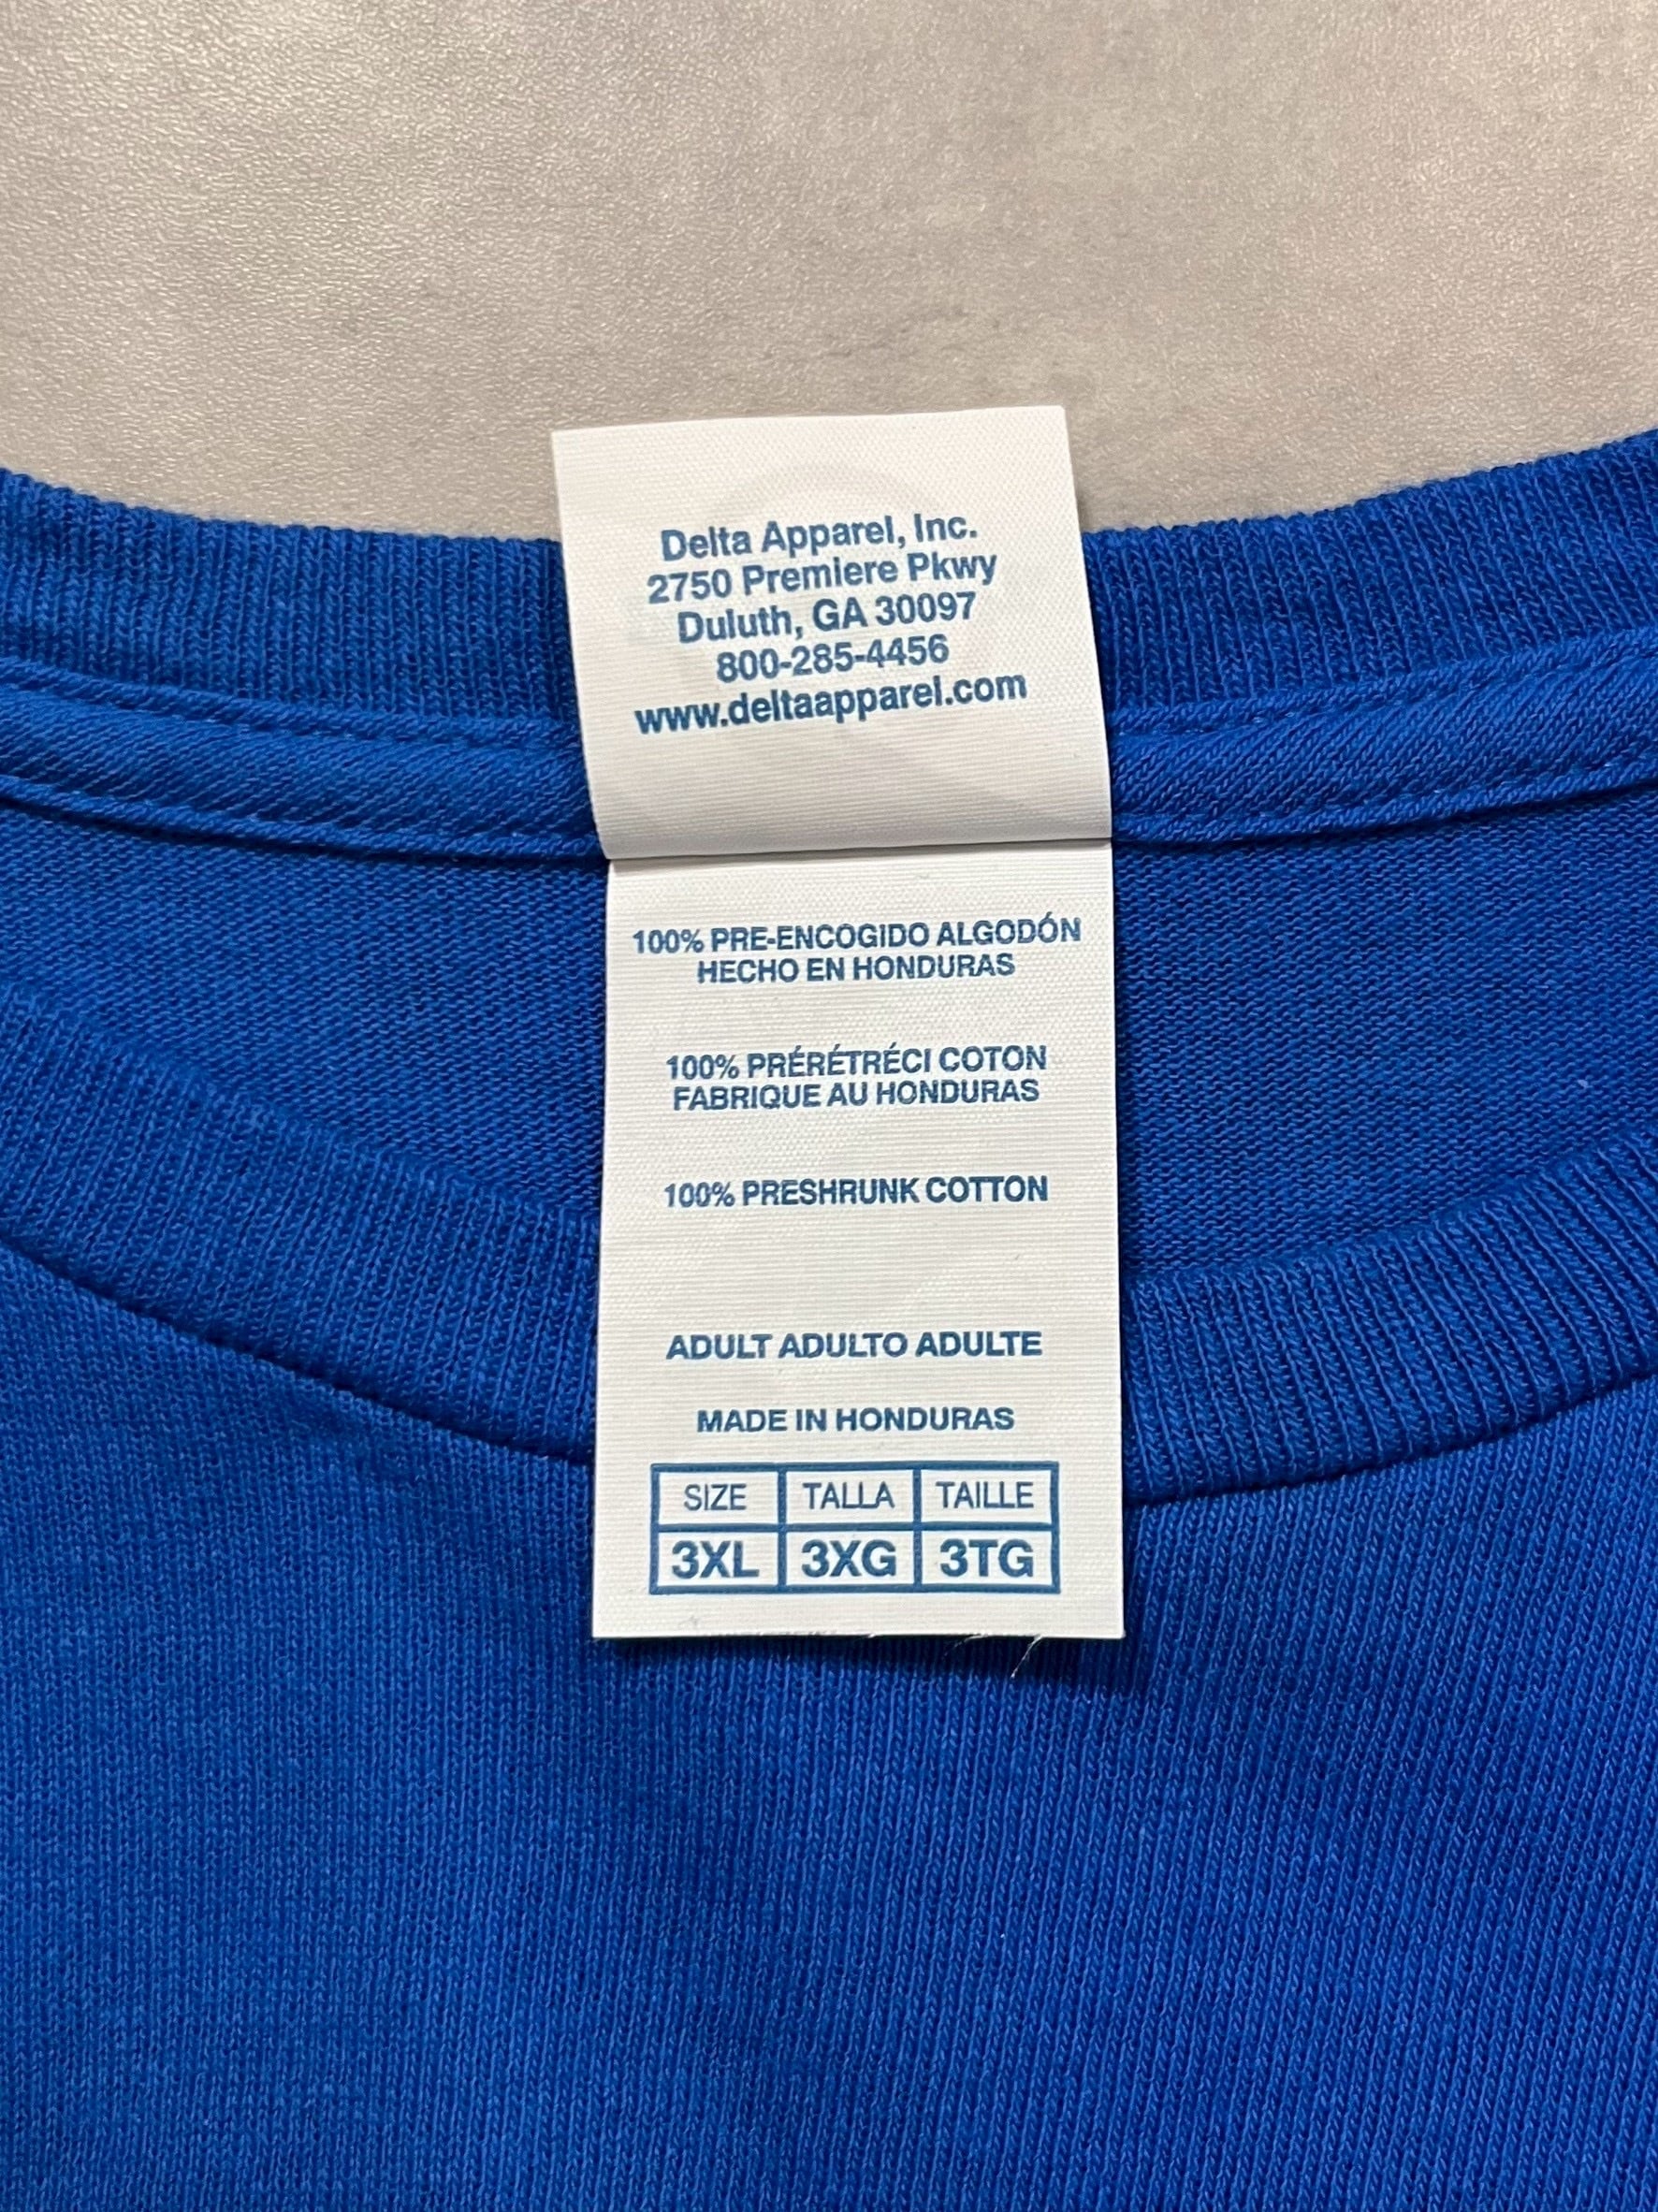 Delta Apparel, Inc.
2750 Premiere Pkwy
Duluth, GA 30097
800-285-4456
www.deltaapparel.com
100% PRE-ENCOGIDO ALGODÓN
HECHO EN HONDURAS
100% PRÉRÉTRÉCI COTON
FABRIQUE AU HONDURAS
100% PRESHRUNK COTTON
ADULT ADULTO ADULTE
MADE IN HONDURAS
SIZE TALLA TAILLE
3XL 3XG 3TG